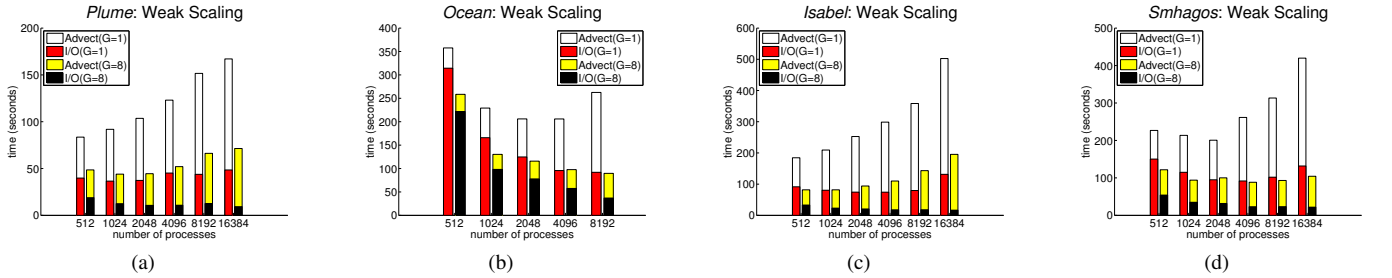 Plume: Weak Scaling
200
150
100
50
0
time (seconds)
Advect(G=1)
I/O(G=1)
Advect(G=8)
I/O(G=8)
512 1024 2048 4096 8192 16384
number of processes
(a)
Ocean: Weak Scaling
400
350
300
250
200
150
100
50
0
time (seconds)
Advect(G=1)
I/O(G=1)
Advect(G=8)
I/O(G=8)
512 1024 2048 4096 8192
number of processes
(b)
Isabel: Weak Scaling
600
500
400
300
200
100
0
time (seconds)
Advect(G=1)
I/O(G=1)
Advect(G=8)
I/O(G=8)
512 1024 2048 4096 8192 16384
number of processes
(c)
Smhagos: Weak Scaling
500
400
300
200
100
0
time (seconds)
Advect(G=1)
I/O(G=1)
Advect(G=8)
I/O(G=8)
512 1024 2048 4096 8192 16384
number of processes
(d)